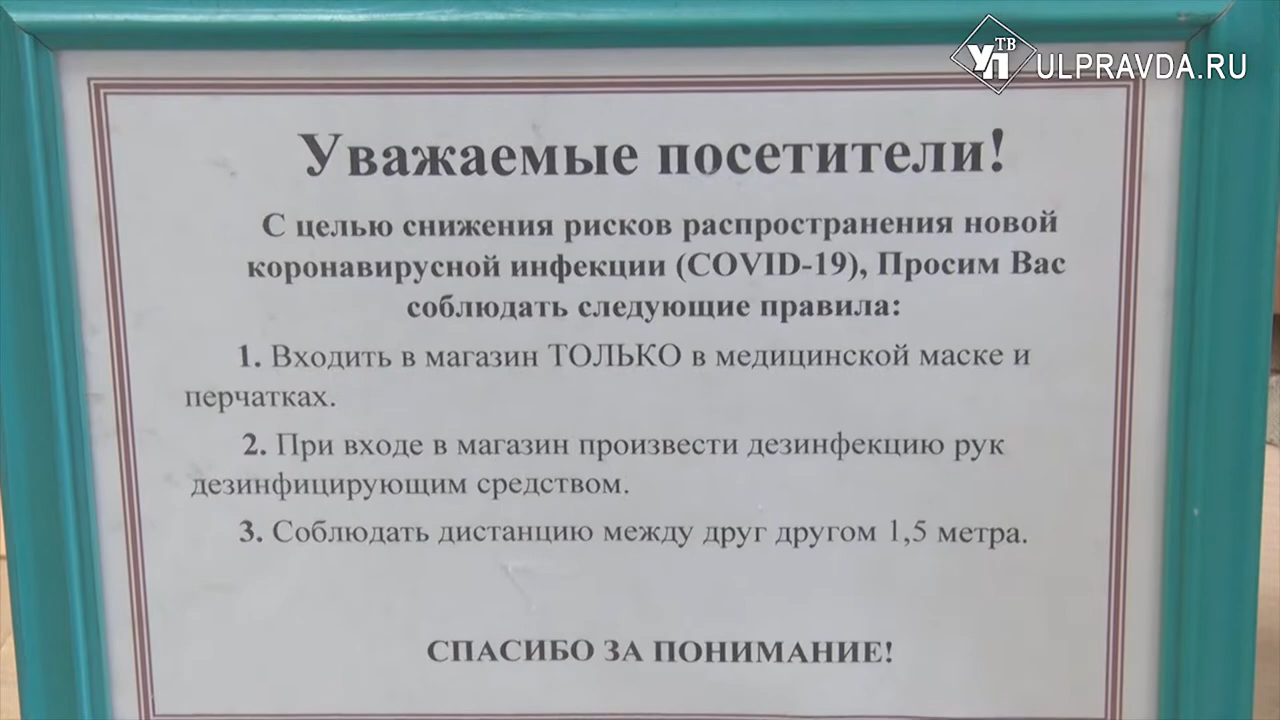 УП ТВ ULPRAVDA.RU
Уважаемые посетители!
С целью снижения рисков распространения новой
коронавирусной инфекции (COVID-19), Просим Вас
соблюдать следующие правила:
1. Входить в магазин ТОЛЬКО в медицинской маске и
перчатках.
2. При входе в магазин произвести дезинфекцию рук
дезинфицирующим средством.
3. Соблюдать дистанцию между друг другом 1,5 метра.
СПАСИБО ЗА ПОНИМАНИЕ!